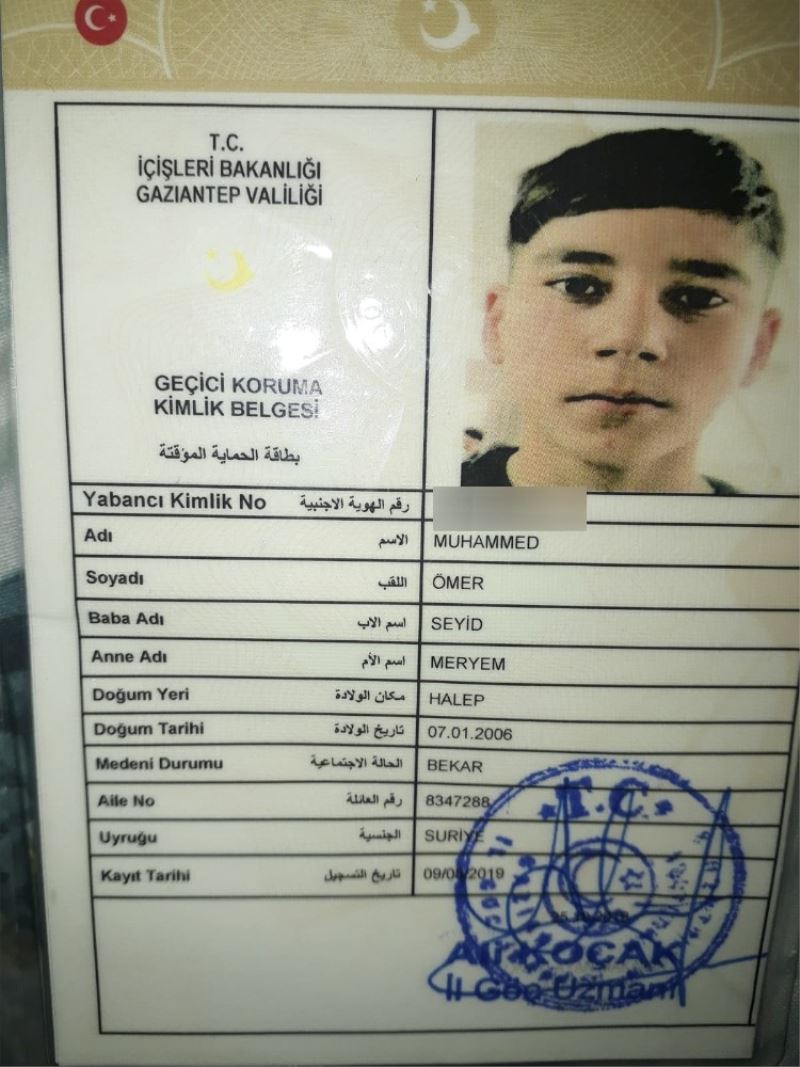 T.C.
İÇİŞLERİ BAKANLIĞI
GAZİANTEP VALİLİĞİ
GEÇİCİ KORUMA
KİMLİK BELGESİ
بطاقة الحماية المؤقتة
Yabancı Kimlik No رقم الهوية الاجنبية
Adı الاسم MUHAMMED
Soyadı اللقب ÖMER
Baba Adı اسم الاب SEYİD
Anne Adı اسم الأم MERYEM
Doğum Yeri مكان الولادة HALEP
Doğum Tarihi تاريخ الولادة 07.01.2006
Medeni Durumu الحالة الاجتماعية BEKAR
Aile No رقم العائلة 8347288
Uyruğu الجنسية SURİYE
Kayıt Tarihi تاريخ التسجيل
T.C.
Ali KOÇAK
İl Göç Uzmanı